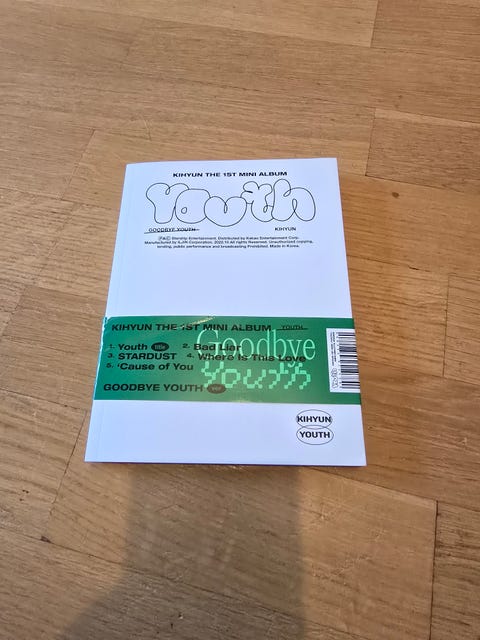 KIHYUN THE 1ST MINI ALBUM
Youth
GOODBYE YOUTH KIHYUN
Ⓟ&Ⓒ Starship Entertainment. Distributed by Kakao Entertainment Corp.
Manufactured by ILJIN Corporation. 2022.10 All rights Reserved. Unauthorized copying,
lending, public performance and broadcasting Prohibited. Made in Korea.
KIHYUN THE 1ST MINI ALBUM YOUTH
Goodbye
Youth
1. Youth title 2. Bad Liar
3. STARDUST 4. Where Is This Love
5. 'Cause of You
GOODBYE YOUTH ver
KIHYUN
YOUTH